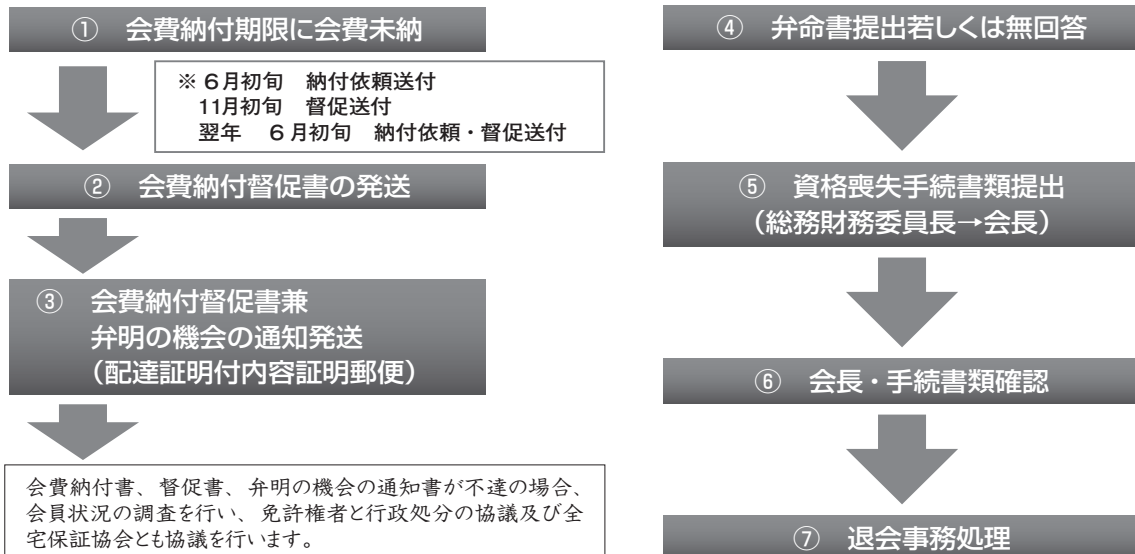 ① 会費納付期限に会費未納
※ 6月初旬 納付依頼送付
11月初旬 督促送付
翌年 6月初旬 納付依頼・督促送付
② 会費納付督促書の発送
③ 会費納付督促書兼
弁明の機会の通知発送
（配達証明付内容証明郵便）
会費納付書、督促書、弁明の機会の通知書が不達の場合、
会員状況の調査を行い、免許権者と行政処分の協議及び全
宅保証協会とも協議を行います。
④ 弁命書提出若しくは無回答
⑤ 資格喪失手続書類提出
（総務財務委員長→会長）
⑥ 会長・手続書類確認
⑦ 退会事務処理